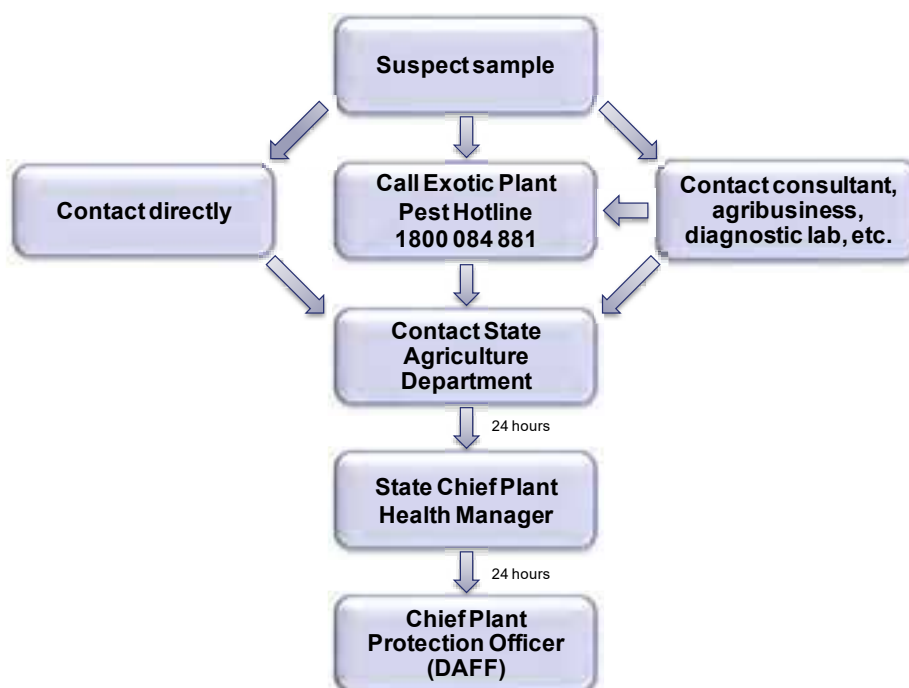 Suspect sample
Contact directly
Call Exotic Plant
Pest Hotline
1800 084 881
Contact consultant,
agribusiness,
diagnostic lab, etc.
Contact State
Agriculture
Department
24 hours
State Chief Plant
Health Manager
24 hours
Chief Plant
Protection Officer
(DAFF)